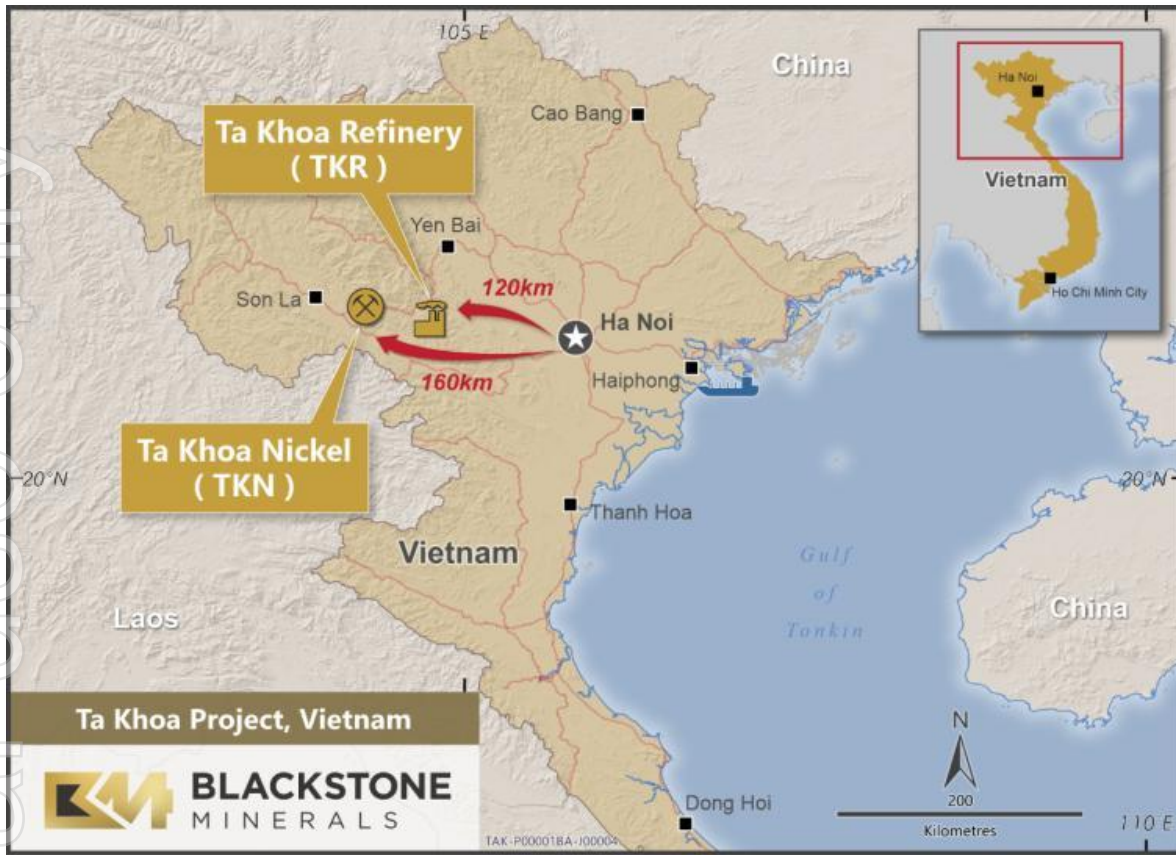 105 E
China
Ha Noi
Vietnam
Ho Chi Minh City
Cao Bang
Ta Khoa Refinery
( TKR )
Yen Bai
120km
Son La
Ha Noi
Haiphong
160km
Ta Khoa Nickel
( TKN )
20°N
20°N
Thanh Hoa
Vietnam
Gulf
of
Tonkin
China
Laos
Ta Khoa Project, Vietnam
BLACKSTONE
MINERALS
N
200
Kilometres
Dong Hoi
110 E
TAK-P00001BA-J00004